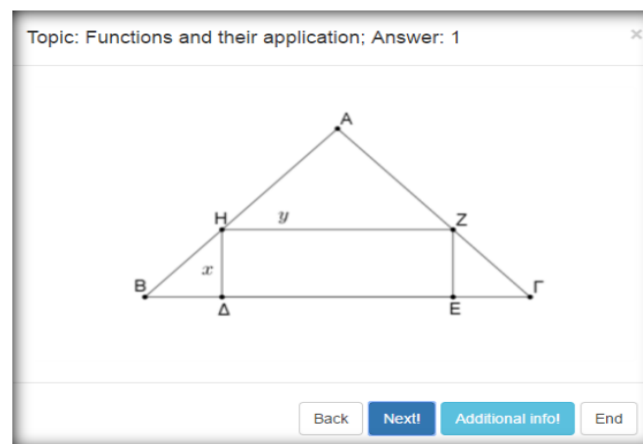 Topic: Functions and their application; Answer: 1 ×
Α
Η y Ζ
x
Β Γ
Δ Ε
Back Next! Additional info! End